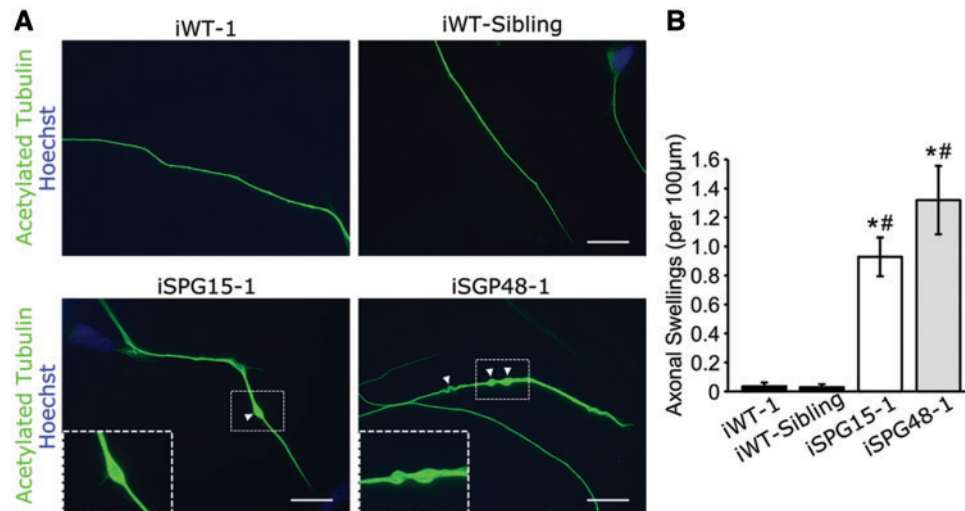 A
iWT-1
iWT-Sibling
Acetylated Tubulin
Hoechst
iSPG15-1
iSGP48-1
Acetylated Tubulin
Hoechst
B
Axonal Swellings (per 100µm)
1.6
1.4
1.2
1.0
0.8
0.6
0.4
0.2
0
*#
*#
iWT-1
iWT-Sibling
iSPG15-1
iSPG48-1